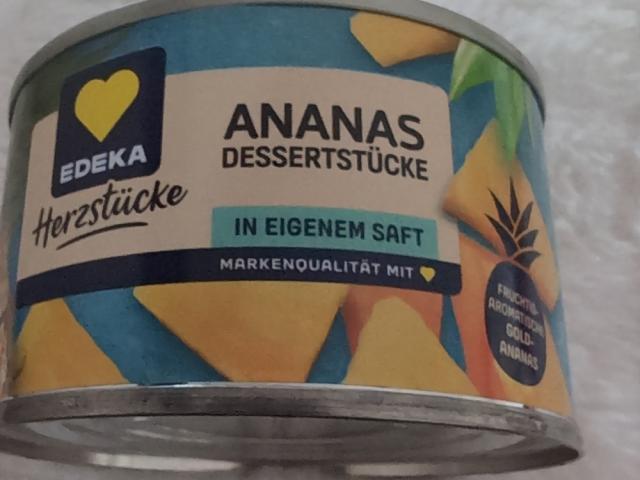 EDEKA
Herzstücke
ANANAS
DESSERTSTÜCKE
IN EIGENEM SAFT
MARKENQUALITÄT MIT
FRUCHTIG-
AROMATISCHE
GOLD-
ANANAS